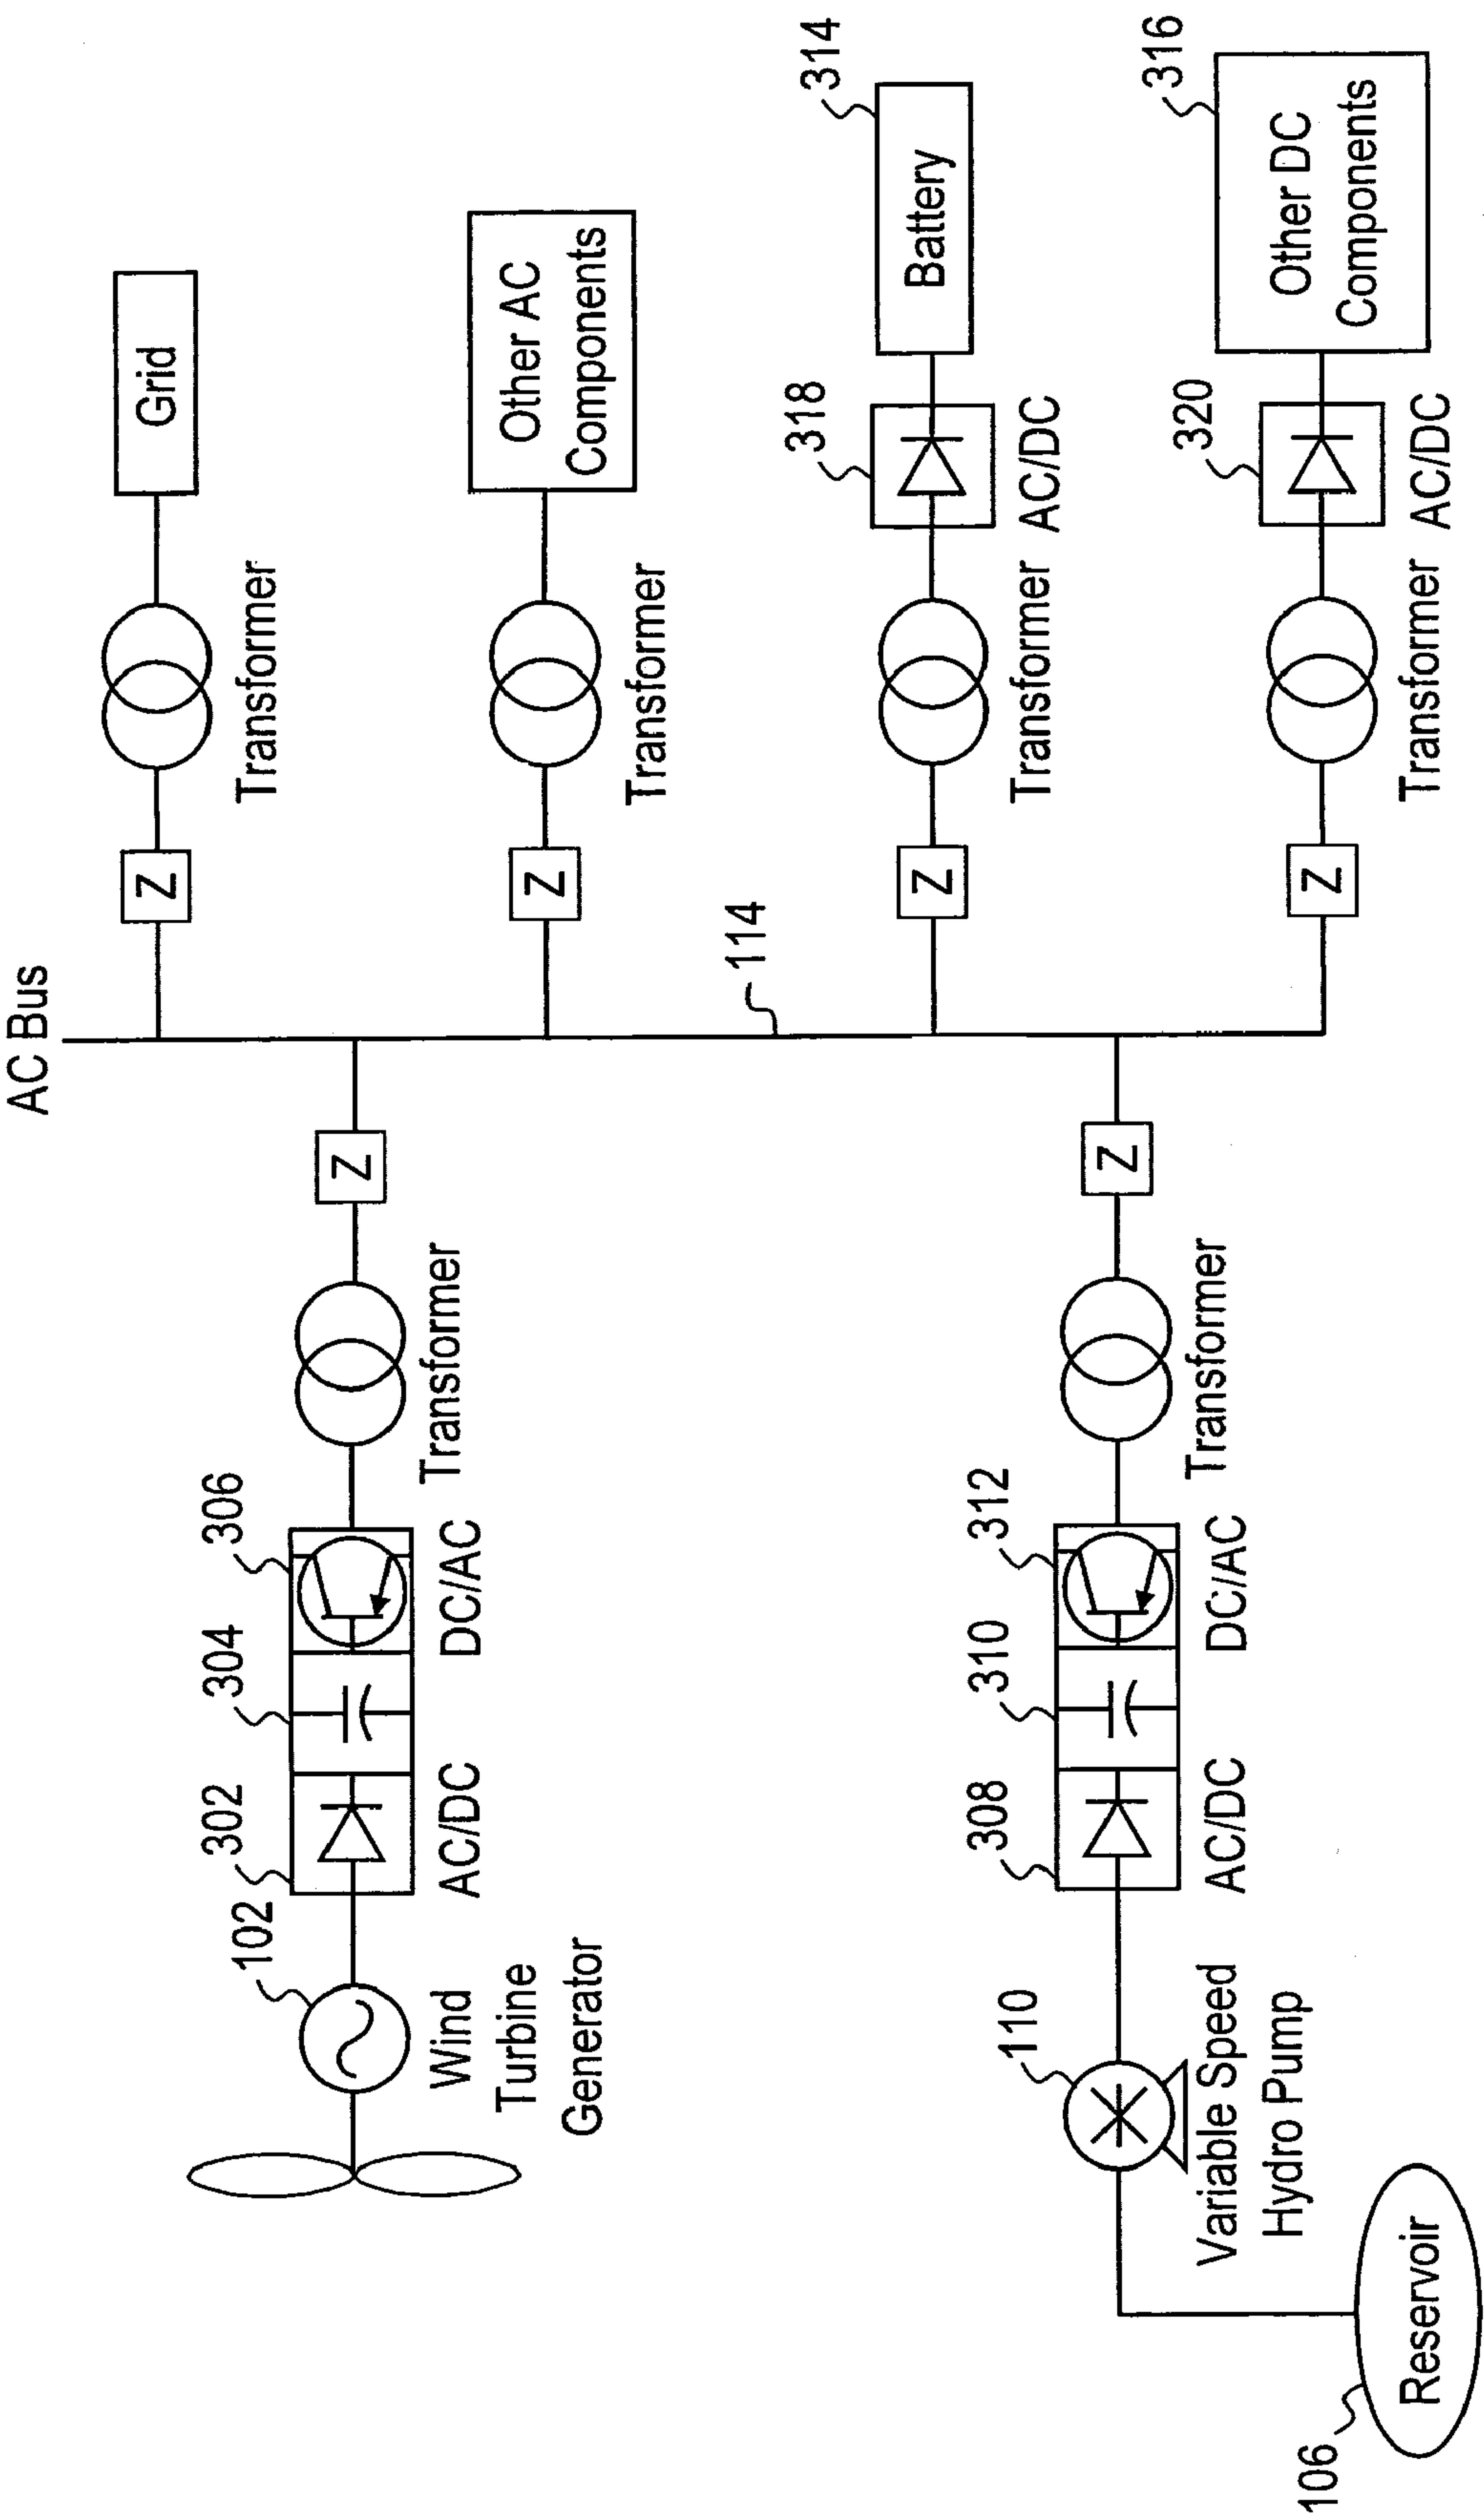 AC Bus
Grid
Transformer
Z
Other AC
Components
Transformer
Z
314
Battery
318
AC/DC
Transformer
Z
316
Other DC
Components
320
AC/DC
Transformer
Z
114
102
Wind
Turbine
Generator
302
AC/DC
304
306
DC/AC
Transformer
Z
106
Reservoir
110
Variable Speed
Hydro Pump
308
AC/DC
310
312
DC/AC
Transformer
Z